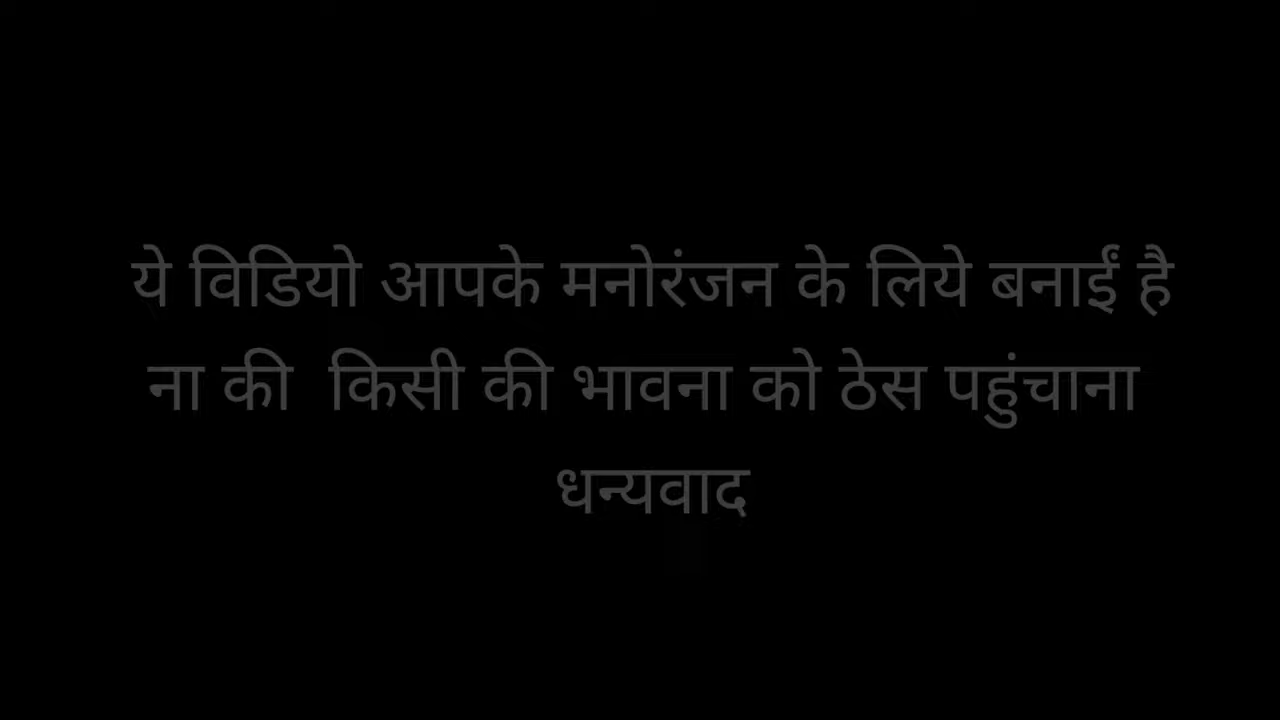 ये विडियो आपके मनोरंजन के लिये बनाईं है
ना की किसी की भावना को ठेस पहुंचाना
धन्यवाद